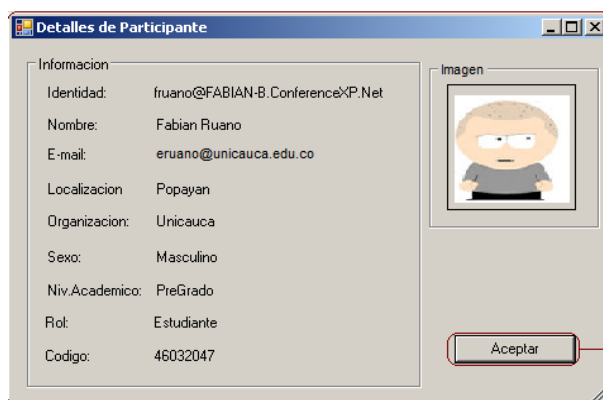 Detalles de Participante
Informacion
Identidad: fruano@FABIAN-B.ConferenceXP.Net
Nombre: Fabian Ruano
E-mail: eruano@unicauca.edu.co
Localizacion Popayan
Organizacion: Unicauca
Sexo: Masculino
Niv.Academico: PreGrado
Rol: Estudiante
Codigo: 46032047
Imagen
Aceptar